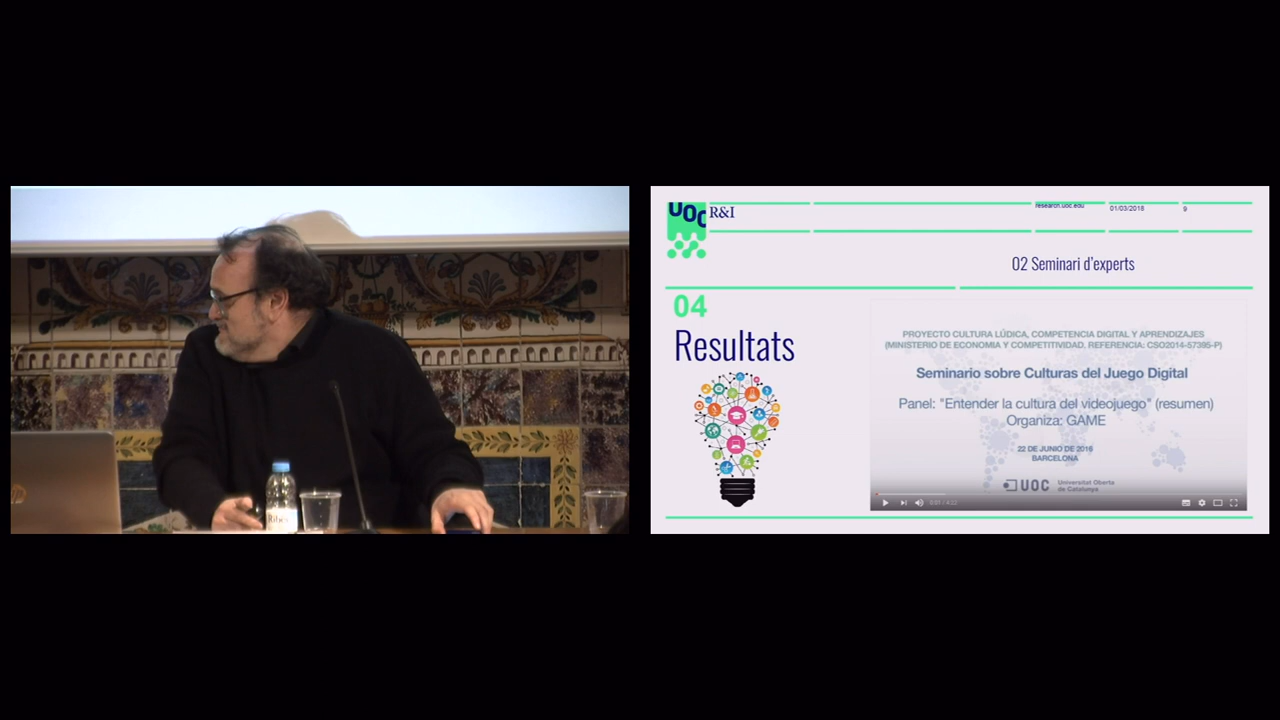 UOC
R&I
research.uoc.edu
01/03/2018
9
02 Seminari d'experts
04
Resultats
PROYECTO CULTURA LÚDICA, COMPETENCIA DIGITAL Y APRENDIZAJES
(MINISTERIO DE ECONOMIA Y COMPETITIVIDAD, REFERENCIA: CSO2014-57395-P)
Seminario sobre Culturas del Juego Digital
Panel: "Entender la cultura del videojuego" (resumen)
Organiza: GAME
22 DE JUNIO DE 2016
BARCELONA
UOC
Universitat Oberta
de Catalunya
Ribes